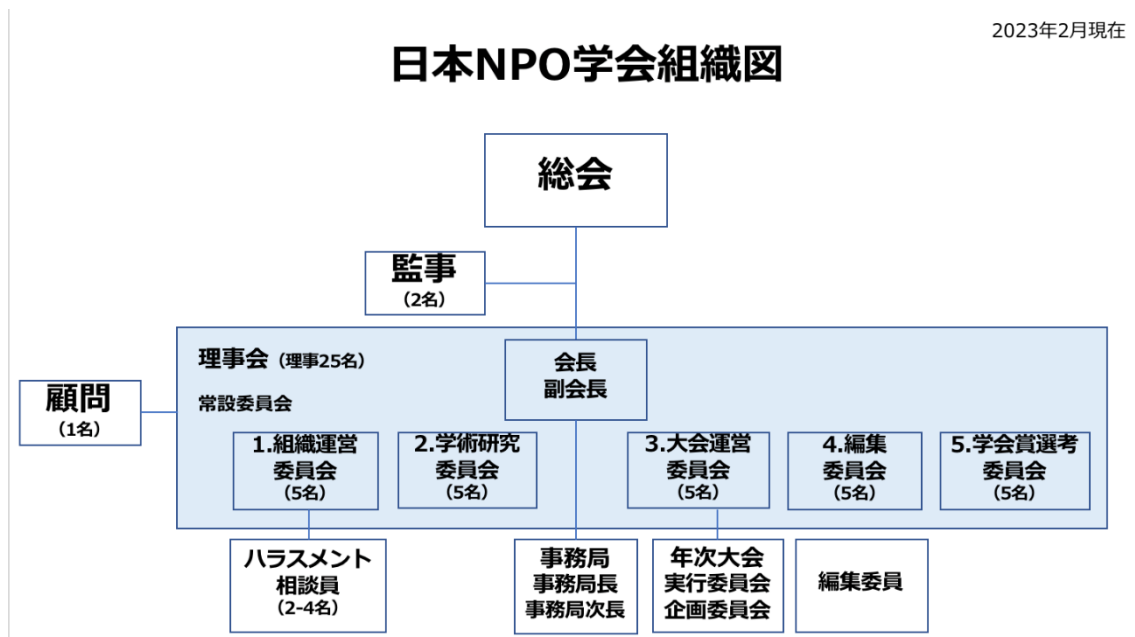 2023年2月現在
日本NPO学会組織図
総会
監事
（2名）
理事会（理事25名）
会長
副会長
顧問
（1名）
常設委員会
1.組織運営
委員会
（5名）
2.学術研究
委員会
（5名）
3.大会運営
委員会
（5名）
4.編集
委員会
（5名）
5.学会賞選考
委員会
（5名）
ハラスメント
相談員
（2-4名）
事務局
事務局長
事務局次長
年次大会
実行委員会
企画委員会
編集委員